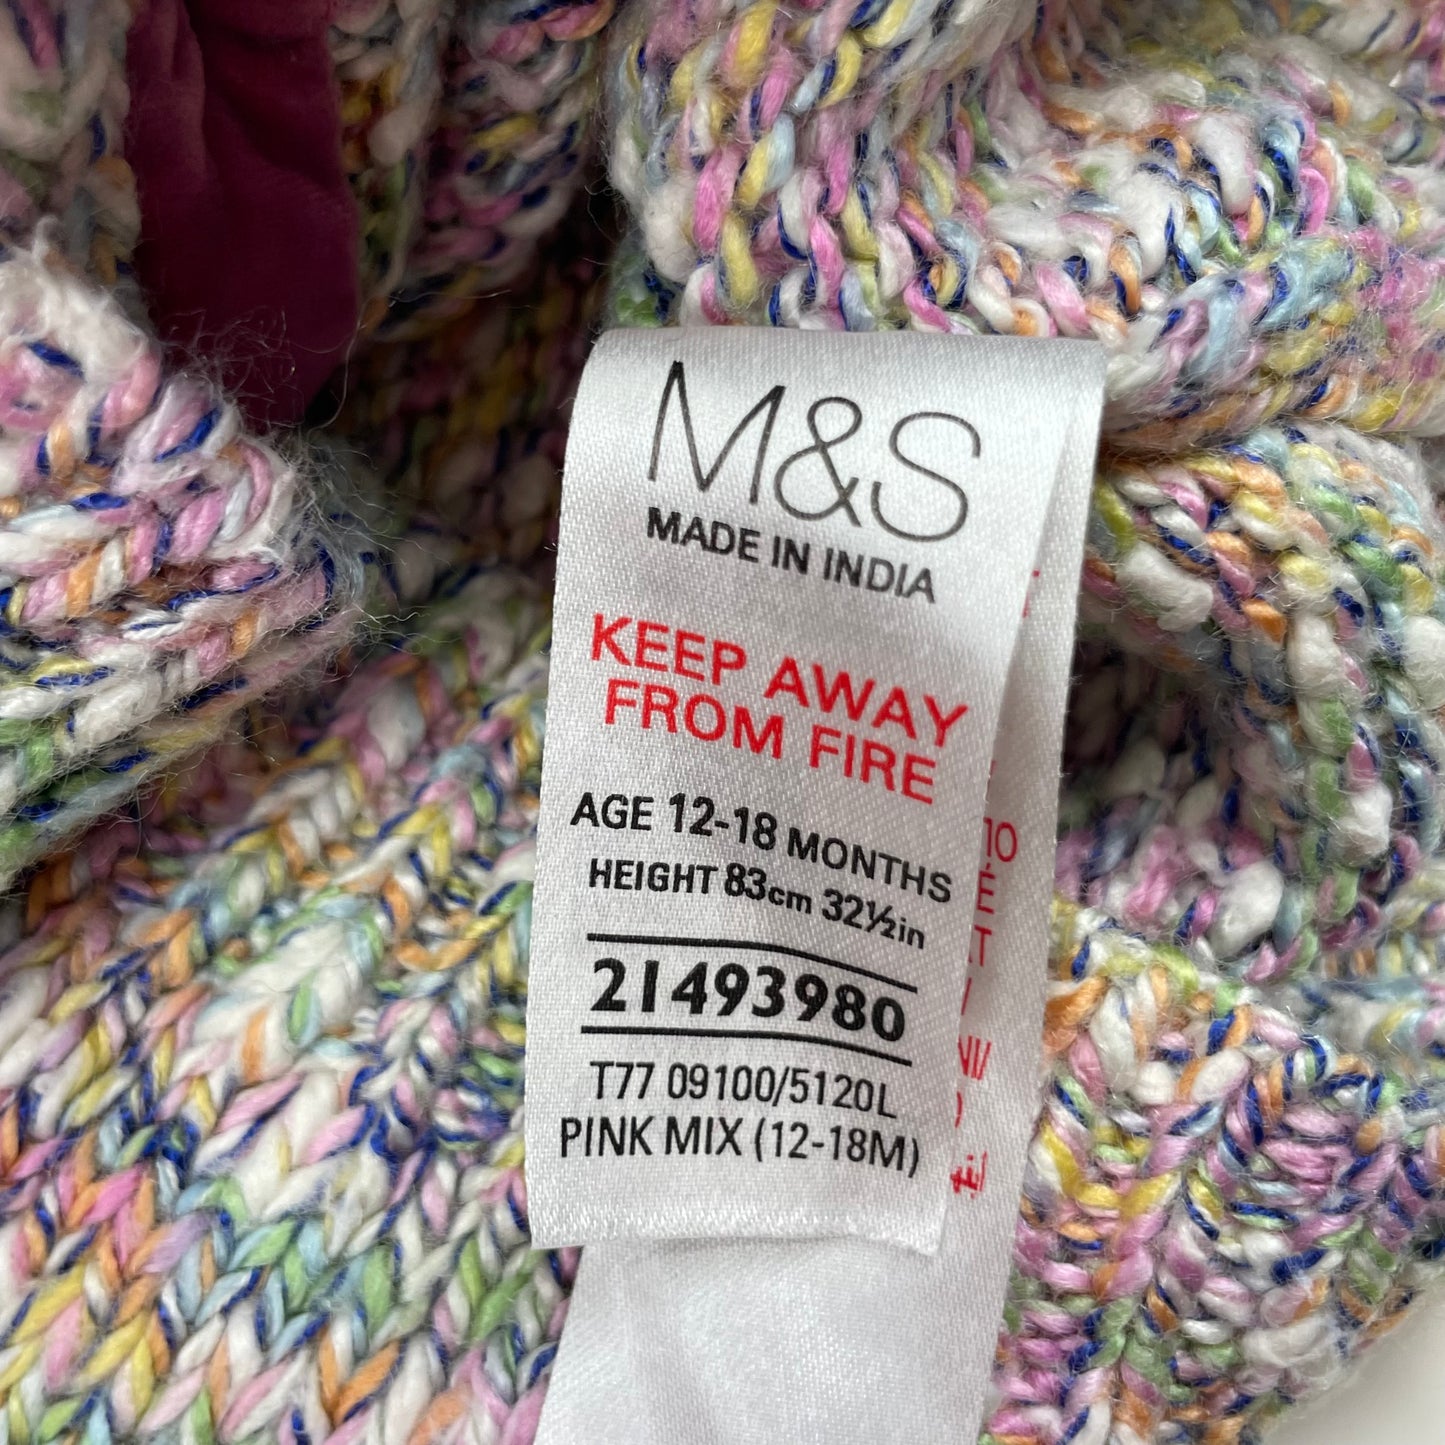 M&S
MADE IN INDIA
KEEP AWAY
FROM FIRE
AGE 12-18 MONTHS
HEIGHT 83cm 32½in
21493980
T77 09100/5120L
PINK MIX (12-18M)
10